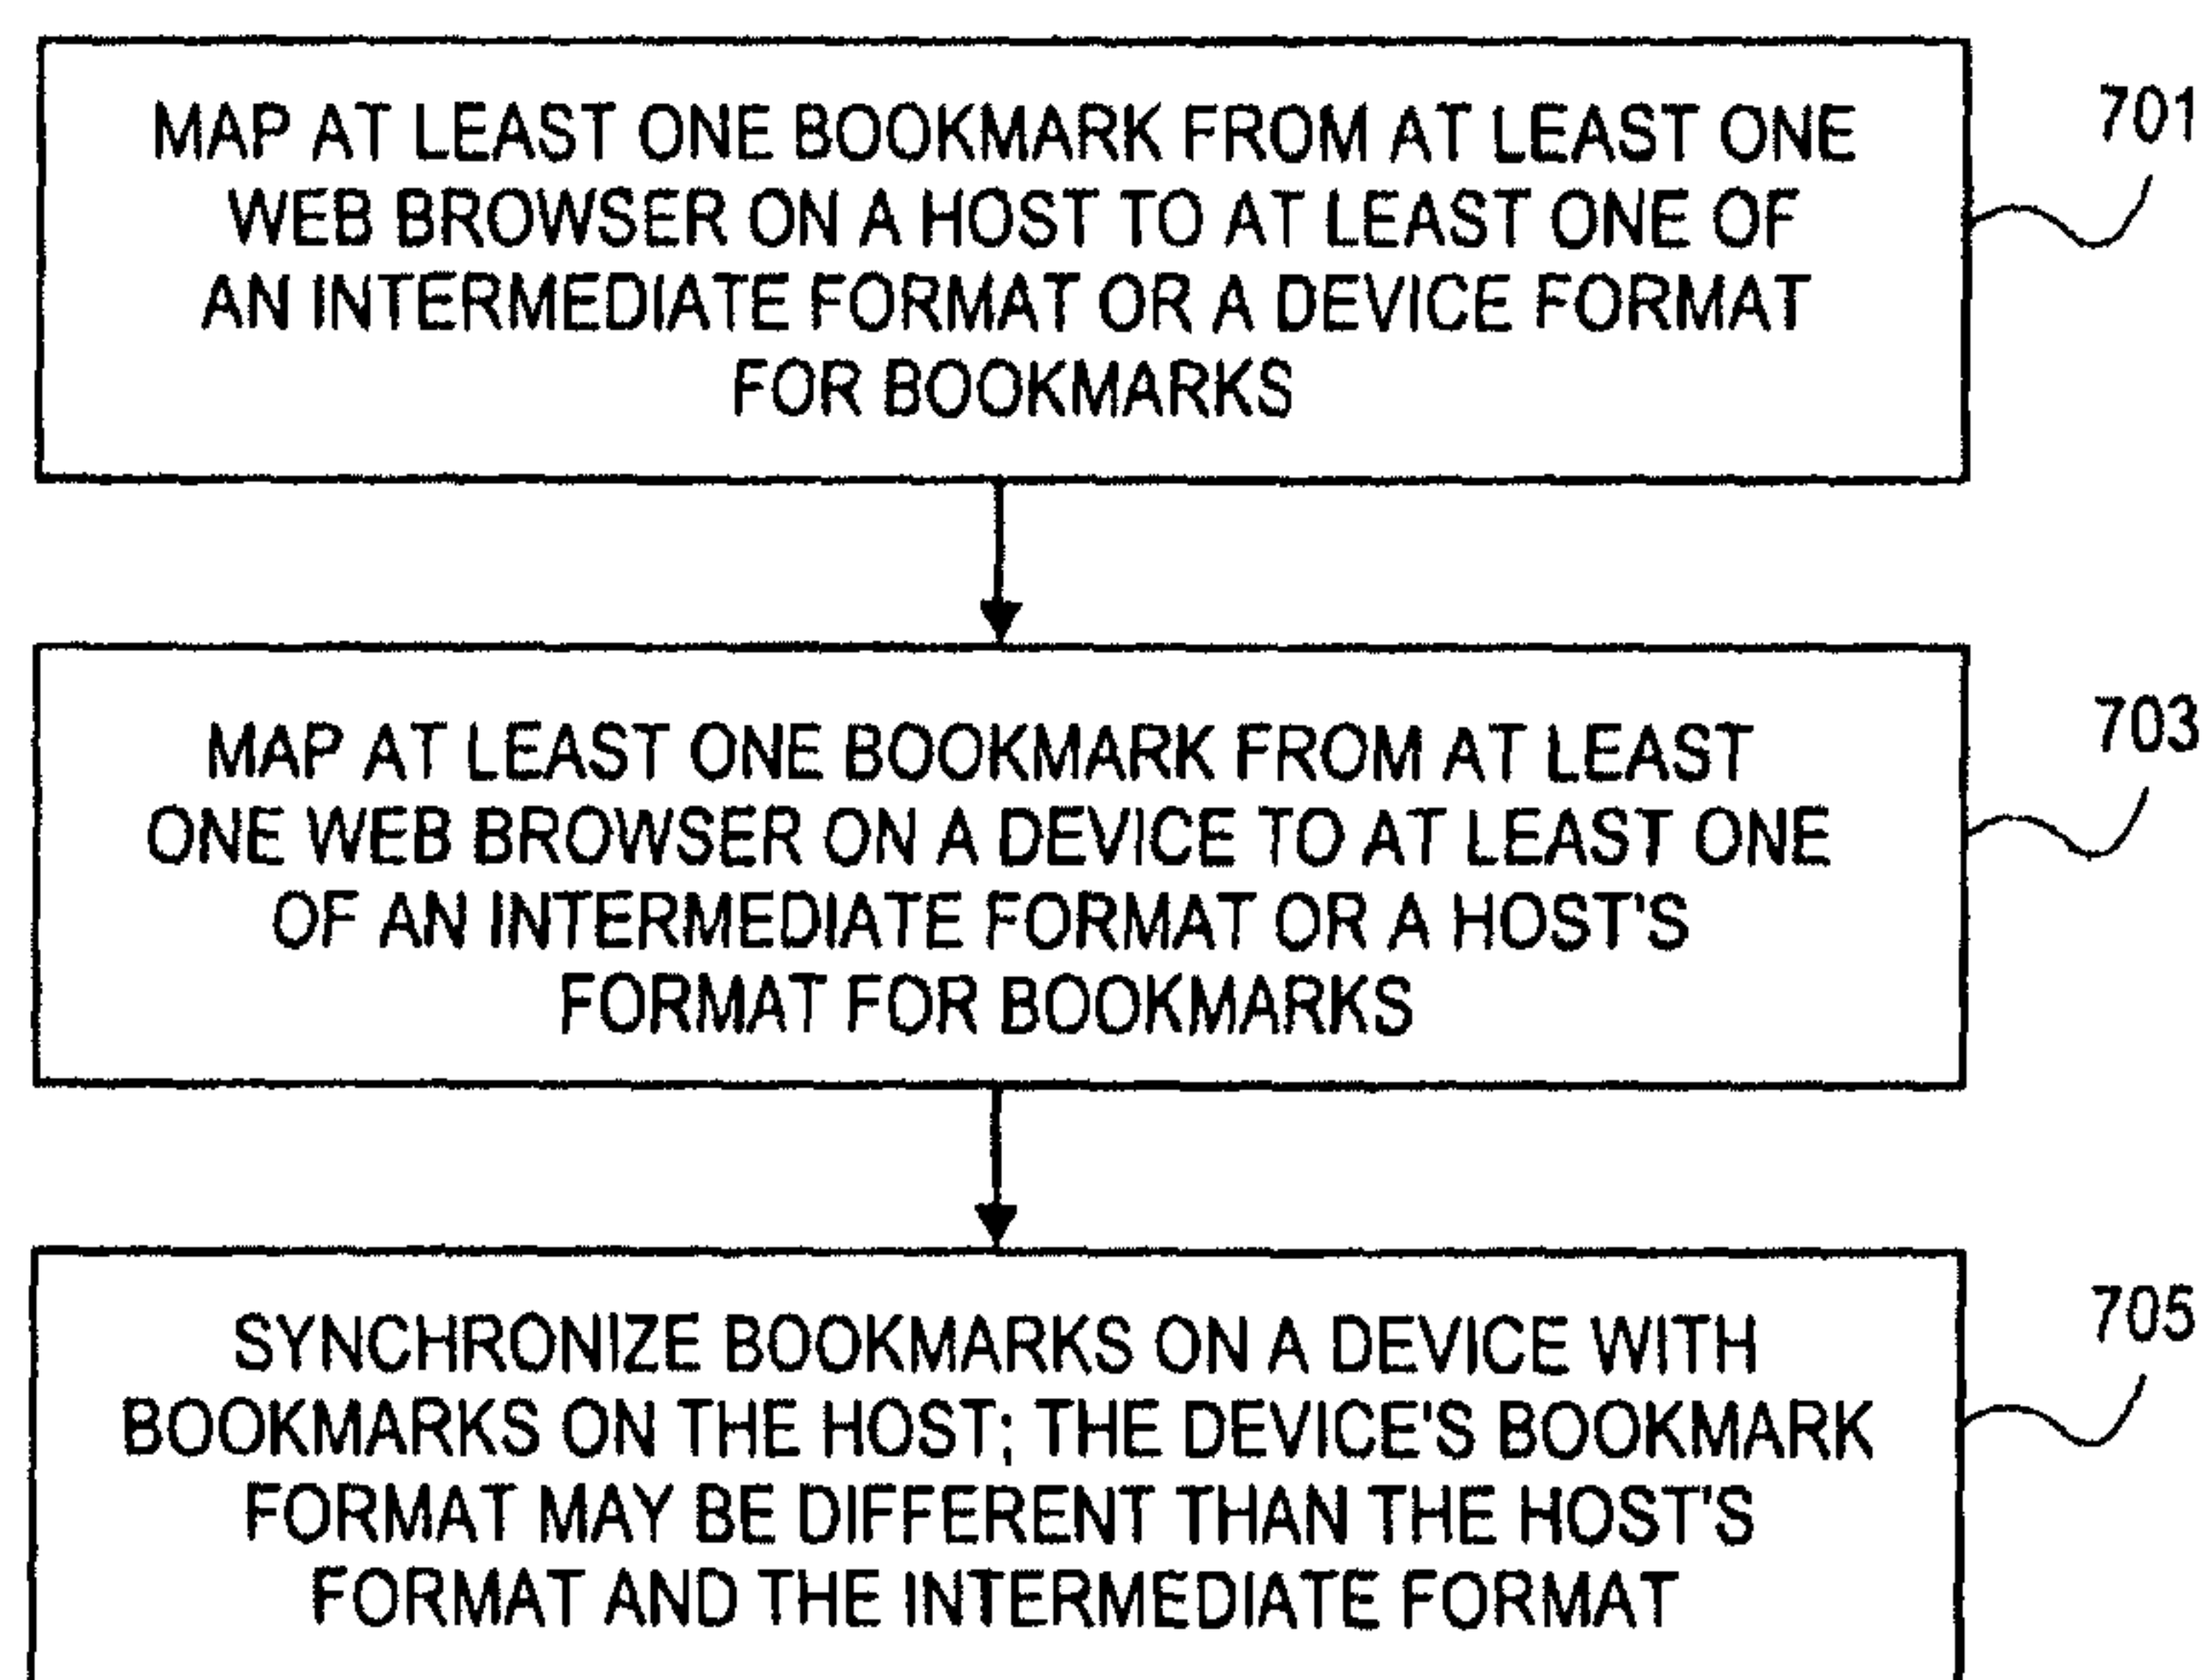 MAP AT LEAST ONE BOOKMARK FROM AT LEAST ONE
WEB BROWSER ON A HOST TO AT LEAST ONE OF
AN INTERMEDIATE FORMAT OR A DEVICE FORMAT
FOR BOOKMARKS
701
MAP AT LEAST ONE BOOKMARK FROM AT LEAST
ONE WEB BROWSER ON A DEVICE TO AT LEAST ONE
OF AN INTERMEDIATE FORMAT OR A HOST'S
FORMAT FOR BOOKMARKS
703
SYNCHRONIZE BOOKMARKS ON A DEVICE WITH
BOOKMARKS ON THE HOST; THE DEVICE'S BOOKMARK
FORMAT MAY BE DIFFERENT THAN THE HOST'S
FORMAT AND THE INTERMEDIATE FORMAT
705